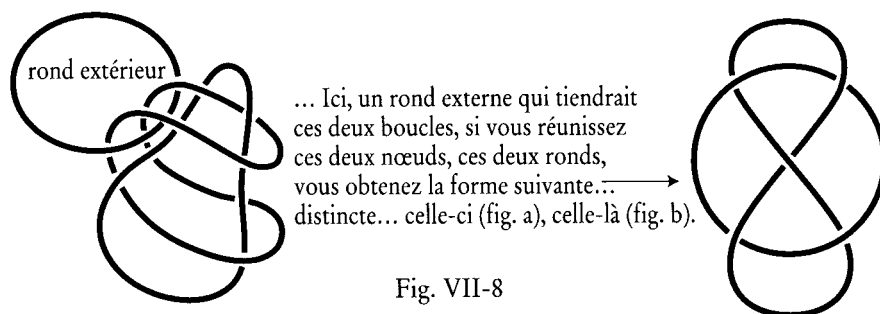 rond extérieur
… Ici, un rond externe qui tiendrait
ces deux boucles, si vous réunissez
ces deux nœuds, ces deux ronds,
vous obtenez la forme suivante…
distincte… celle-ci (fig. a), celle-là (fig. b).
Fig. VII-8